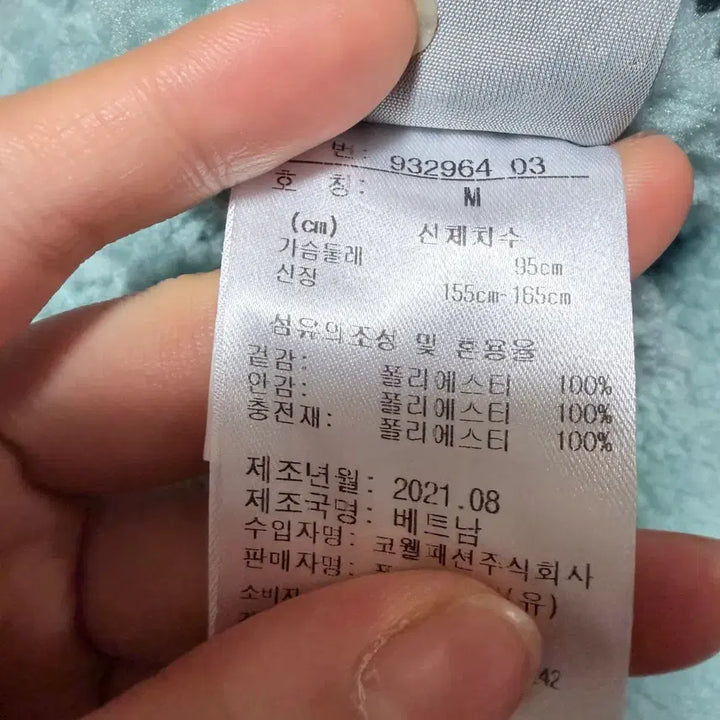 번: 932964 03
호 칭: M
(cm) 신체치수
가슴둘레 95cm
신장 155cm-165cm
섬유의조성 및 혼용율
겉감: 폴리에스터 100%
안감: 폴리에스터 100%
충전재: 폴리에스터 100%
제조년월: 2021.08
제조국명: 베트남
수입자명: 코웰패션주식회사
판매자명: (유)
42